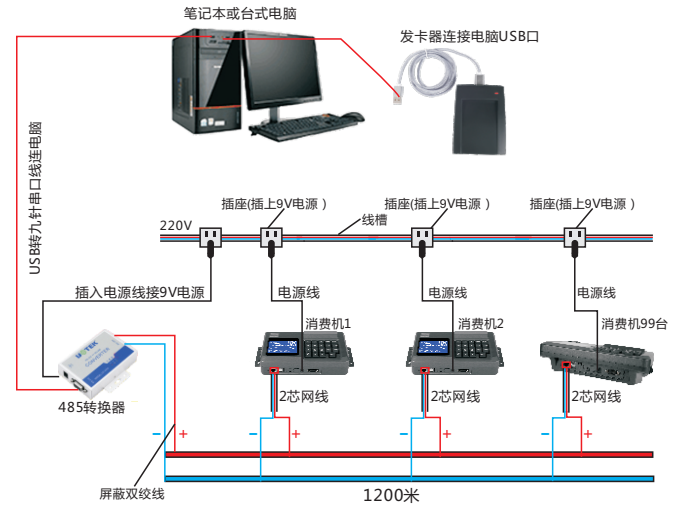 笔记本或台式电脑
发卡器连接电脑USB口
USB转九针串口线连电脑
插座(插上9V电源)
插座(插上9V电源)
插座(插上9V电源)
220V
线槽
插入电源线接9V电源
电源线
电源线
电源线
消费机1
消费机2
消费机99台
485转换器
2芯网线
2芯网线
2芯网线
－
+
－
+
－
+
－
+
屏蔽双绞线
1200米